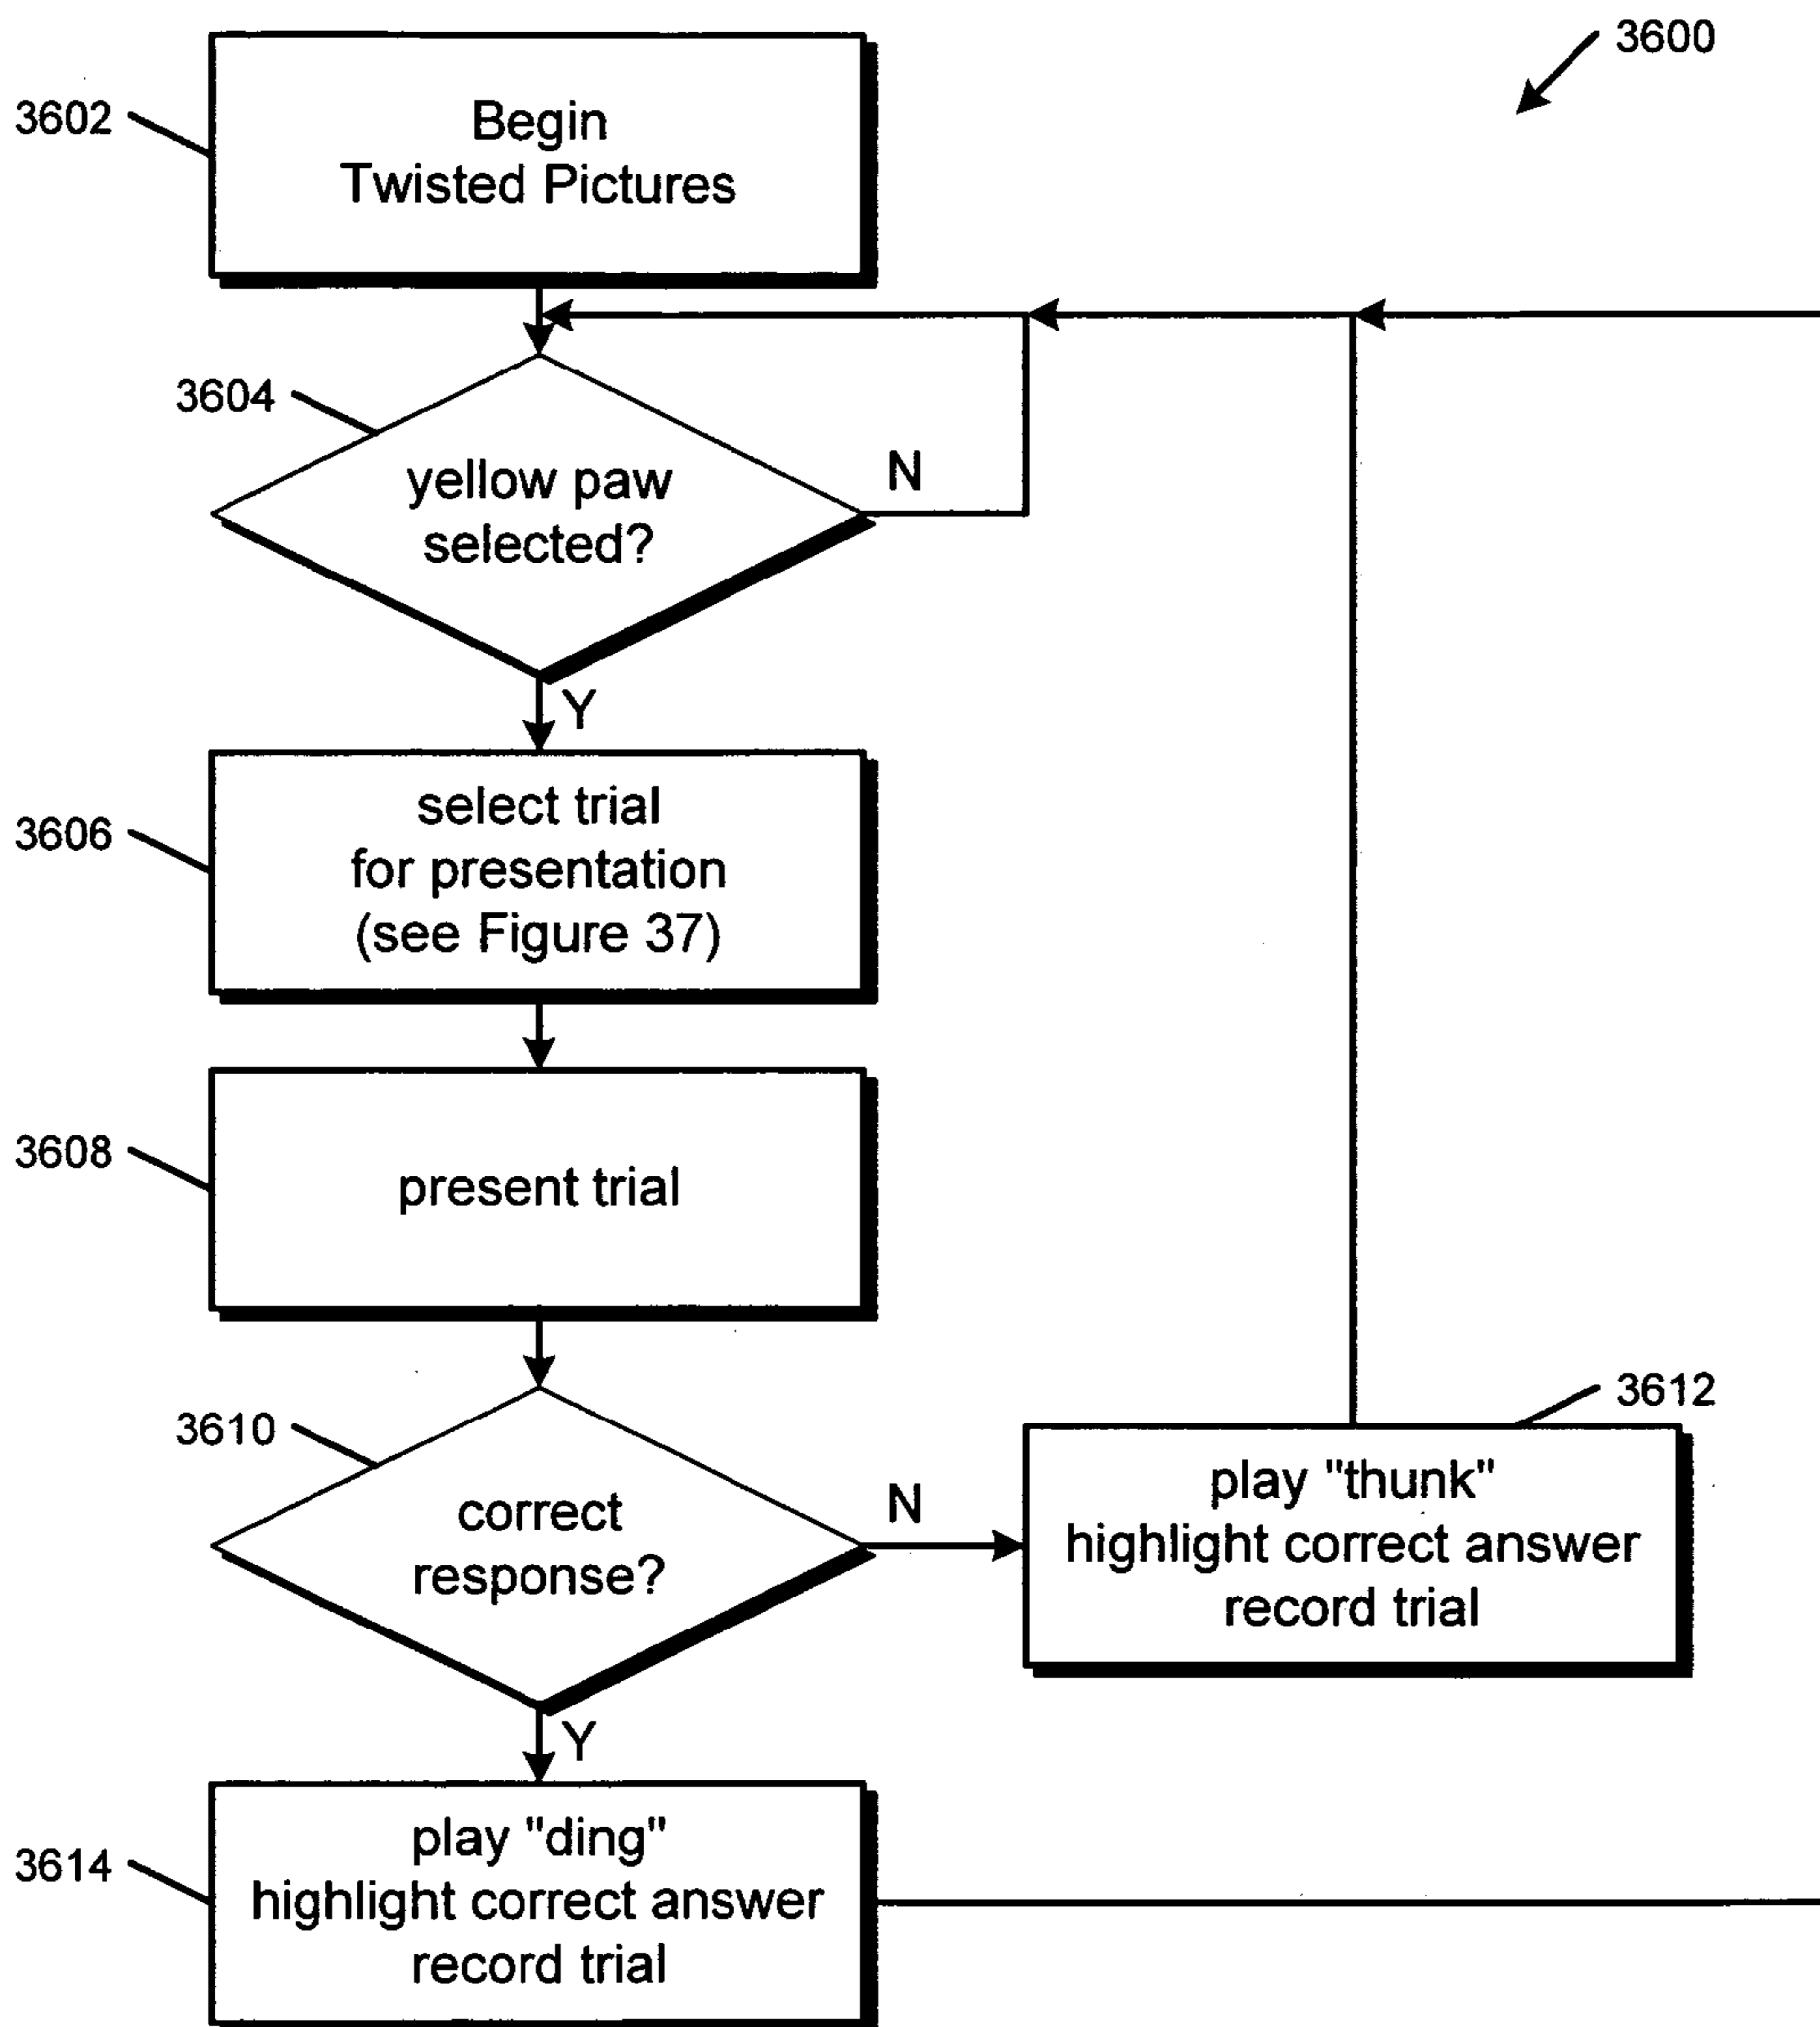 3600
3602
Begin
Twisted Pictures
3604
yellow paw
selected?
N
Y
3606
select trial
for presentation
(see Figure 37)
3608
present trial
3610
correct
response?
N
3612
play "thunk"
highlight correct answer
record trial
Y
3614
play "ding"
highlight correct answer
record trial